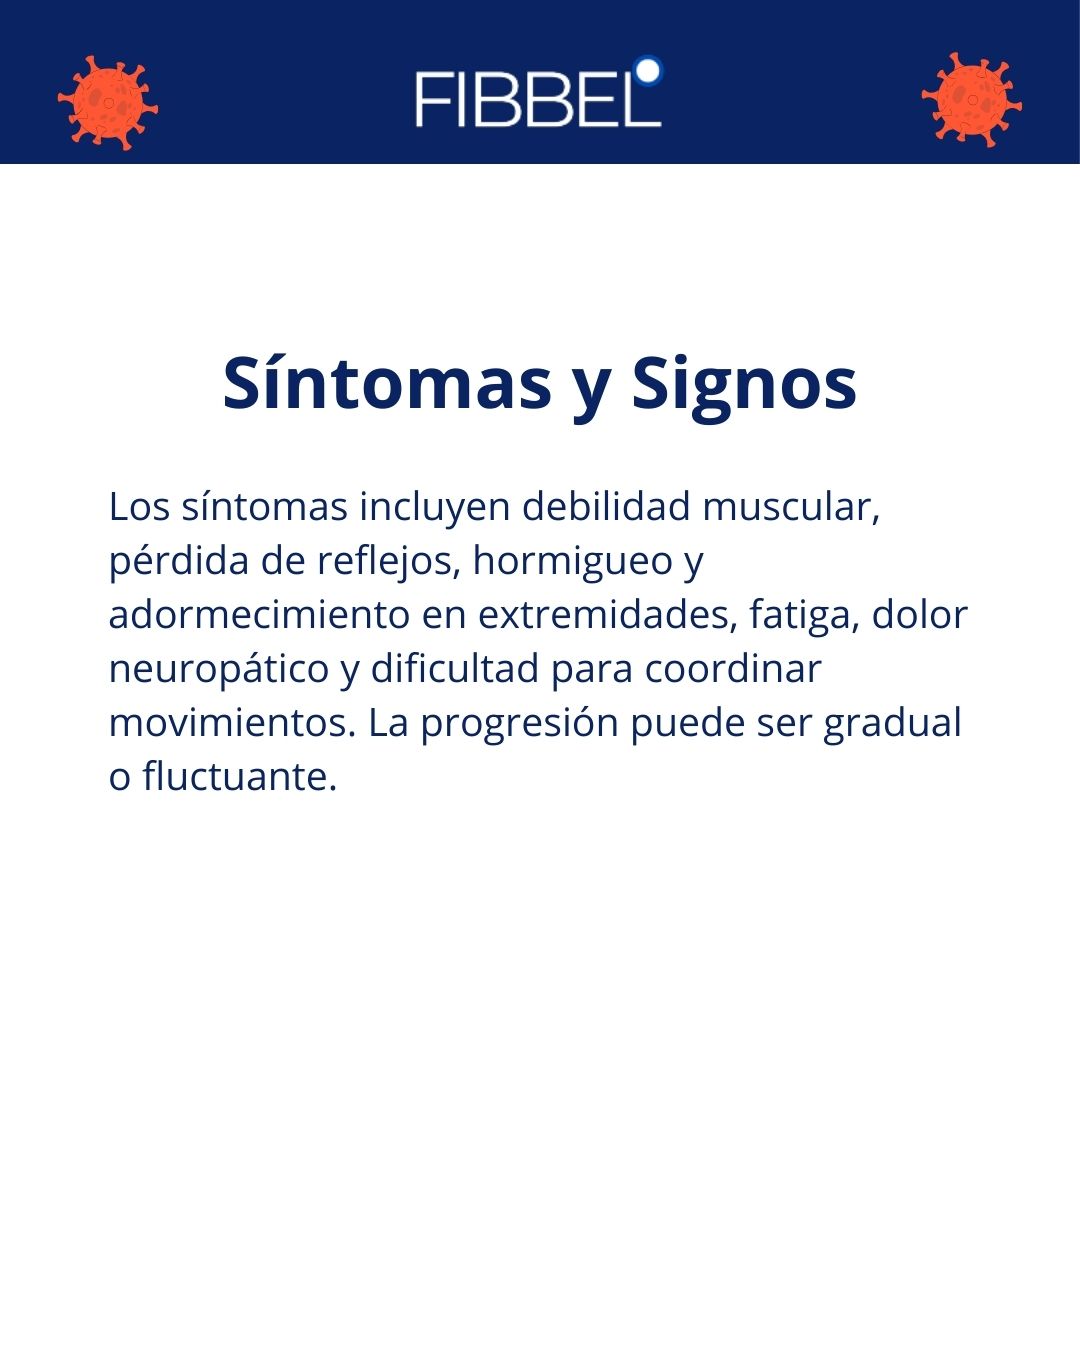 FIBBEL
Síntomas y Signos
Los síntomas incluyen debilidad muscular,
pérdida de reflejos, hormigueo y
adormecimiento en extremidades, fatiga, dolor
neuropático y dificultad para coordinar
movimientos. La progresión puede ser gradual
o fluctuante.